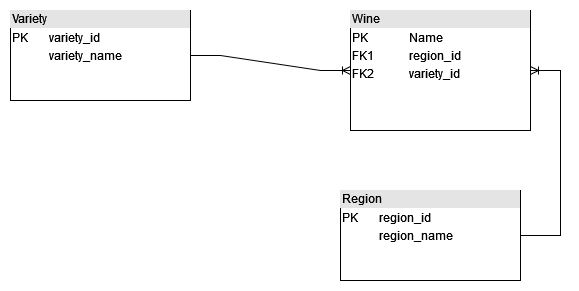 Variety
PK variety_id
variety_name
Wine
PK Name
FK1 region_id
FK2 variety_id
Region
PK region_id
region_name